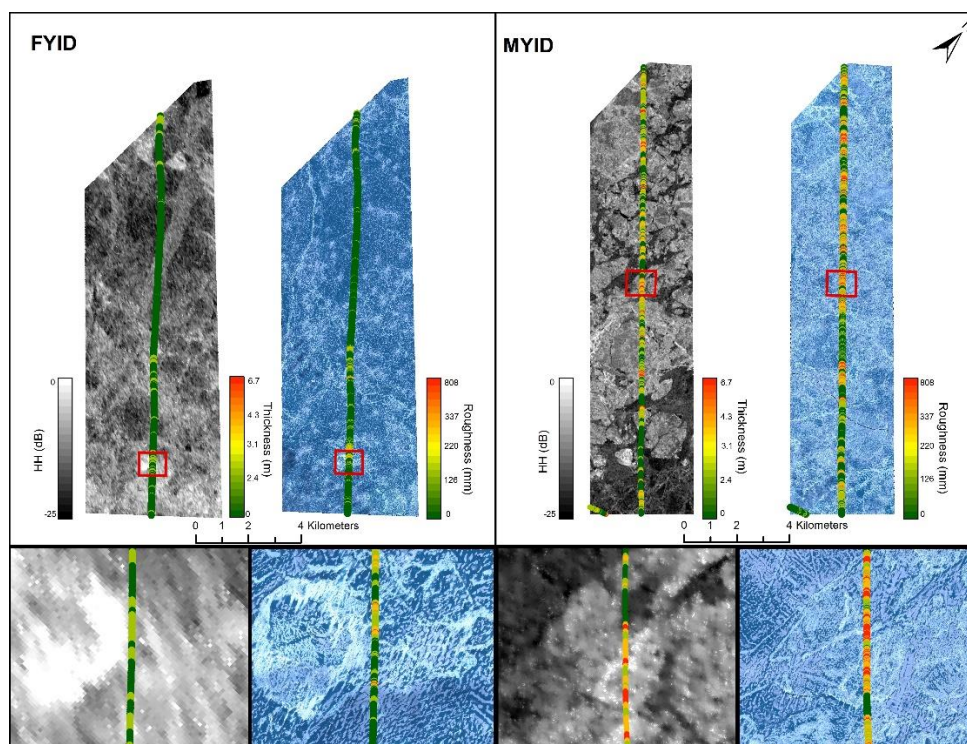 FYID
MYID
0
HH (dB)
-25
6.7
4.3
3.1
2.4
0
Thickness (m)
808
337
220
126
0
Roughness (mm)
0 1 2 4 Kilometers
0
HH (dB)
-25
6.7
4.3
3.1
2.4
0
Thickness (m)
808
337
220
126
0
Roughness (mm)
0 1 2 4 Kilometers